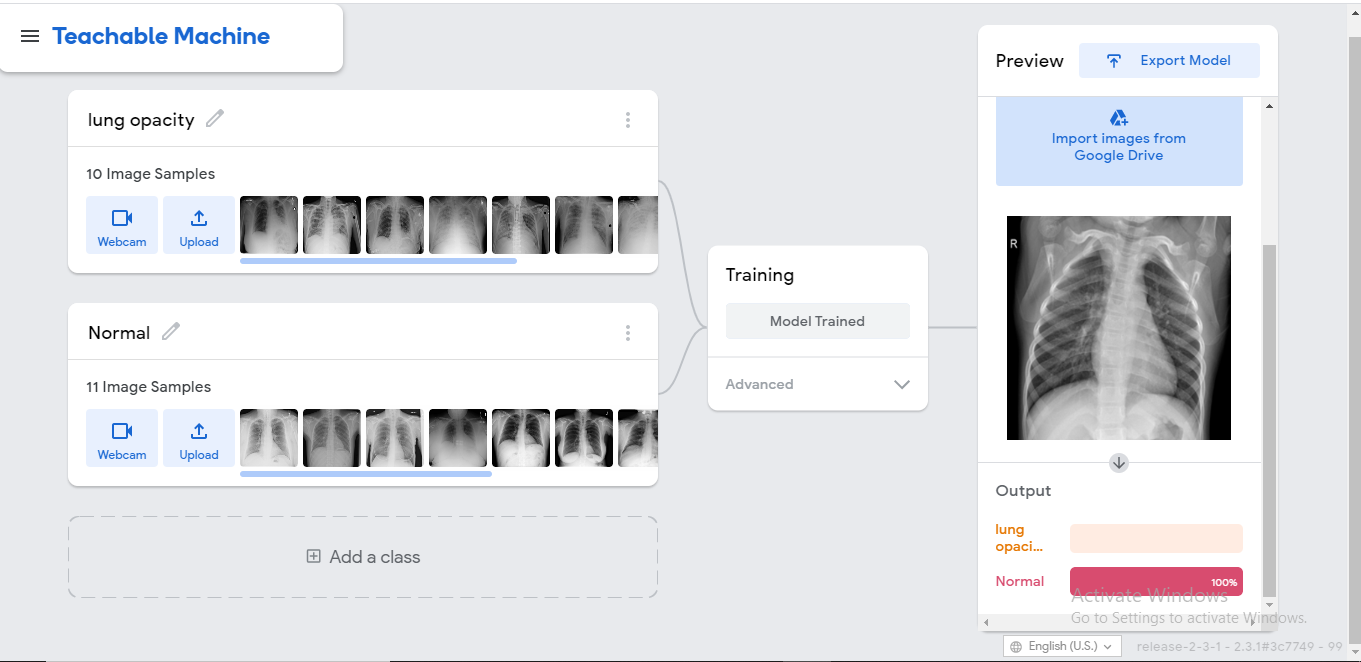 Teachable Machine
lung opacity
10 Image Samples
Webcam
Upload
Normal
11 Image Samples
Webcam
Upload
Add a class
Training
Model Trained
Advanced
Preview
Export Model
Import images from
Google Drive
R
Output
lung
opaci...
Normal
100%
Activate Windows
Go to Settings to activate Windows.
English (U.S.)
release-2-3-1 - 2.3.1#3c7749 - 99